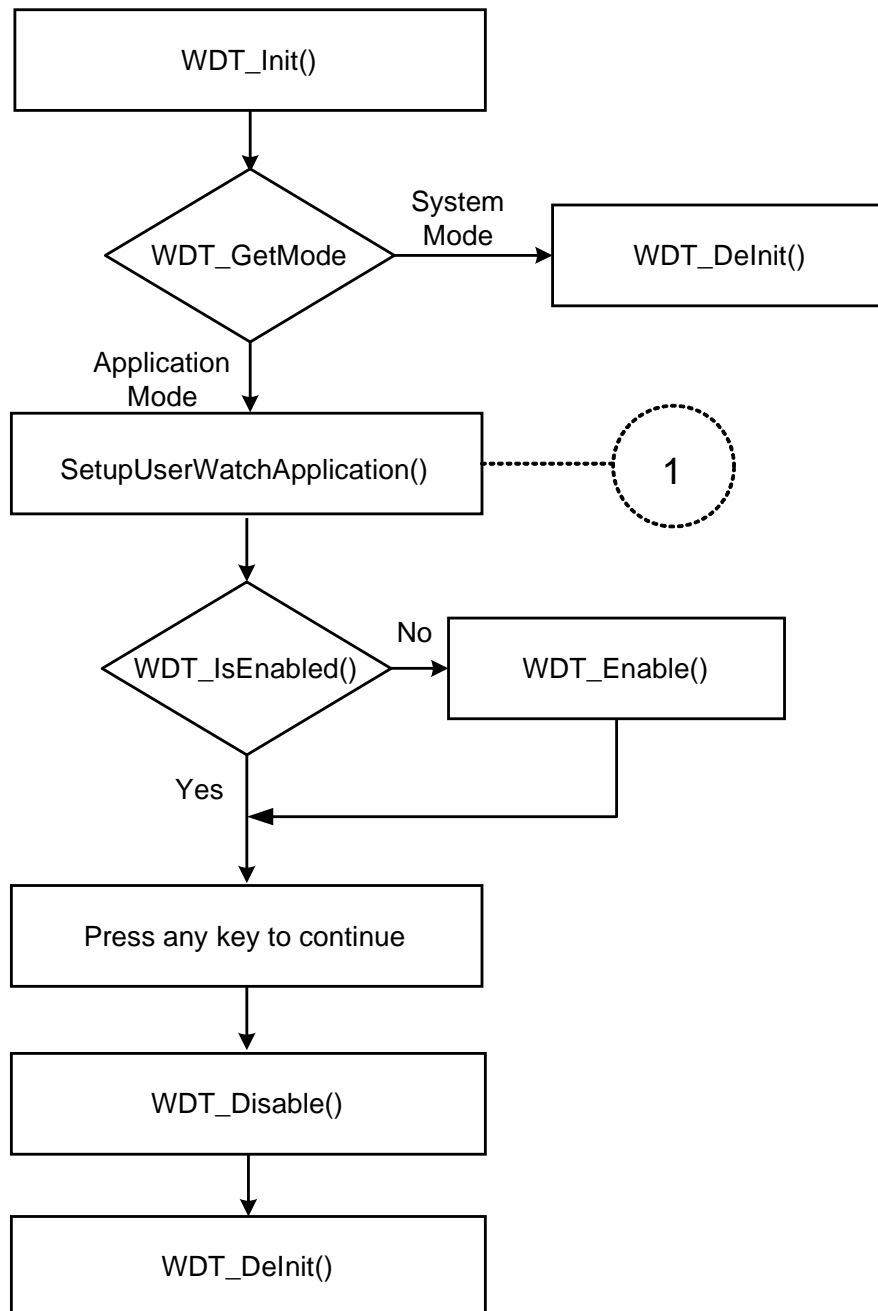 WDT_Init()
System
Mode
WDT_GetMode
WDT_DeInit()
Application
Mode
SetupUserWatchApplication()
1
No
WDT_IsEnabled()
WDT_Enable()
Yes
Press any key to continue
WDT_Disable()
WDT_DeInit()